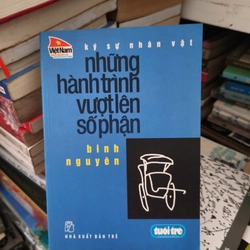 Việt Nam
ký sự nhân vật
những
hành trình
vượt lên
số phận
binh
nguyên
NHÀ XUẤT BẢN TRẺ
tuổi trẻ